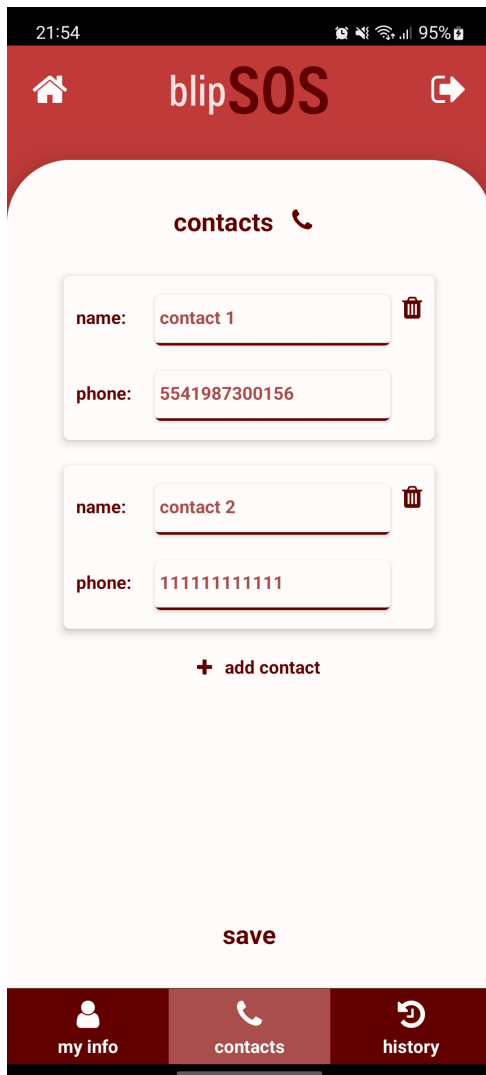 21:54 95%
blipSOS
contacts
name: contact 1
phone: 5541987300156
name: contact 2
phone: 111111111111
+ add contact
save
my info contacts history